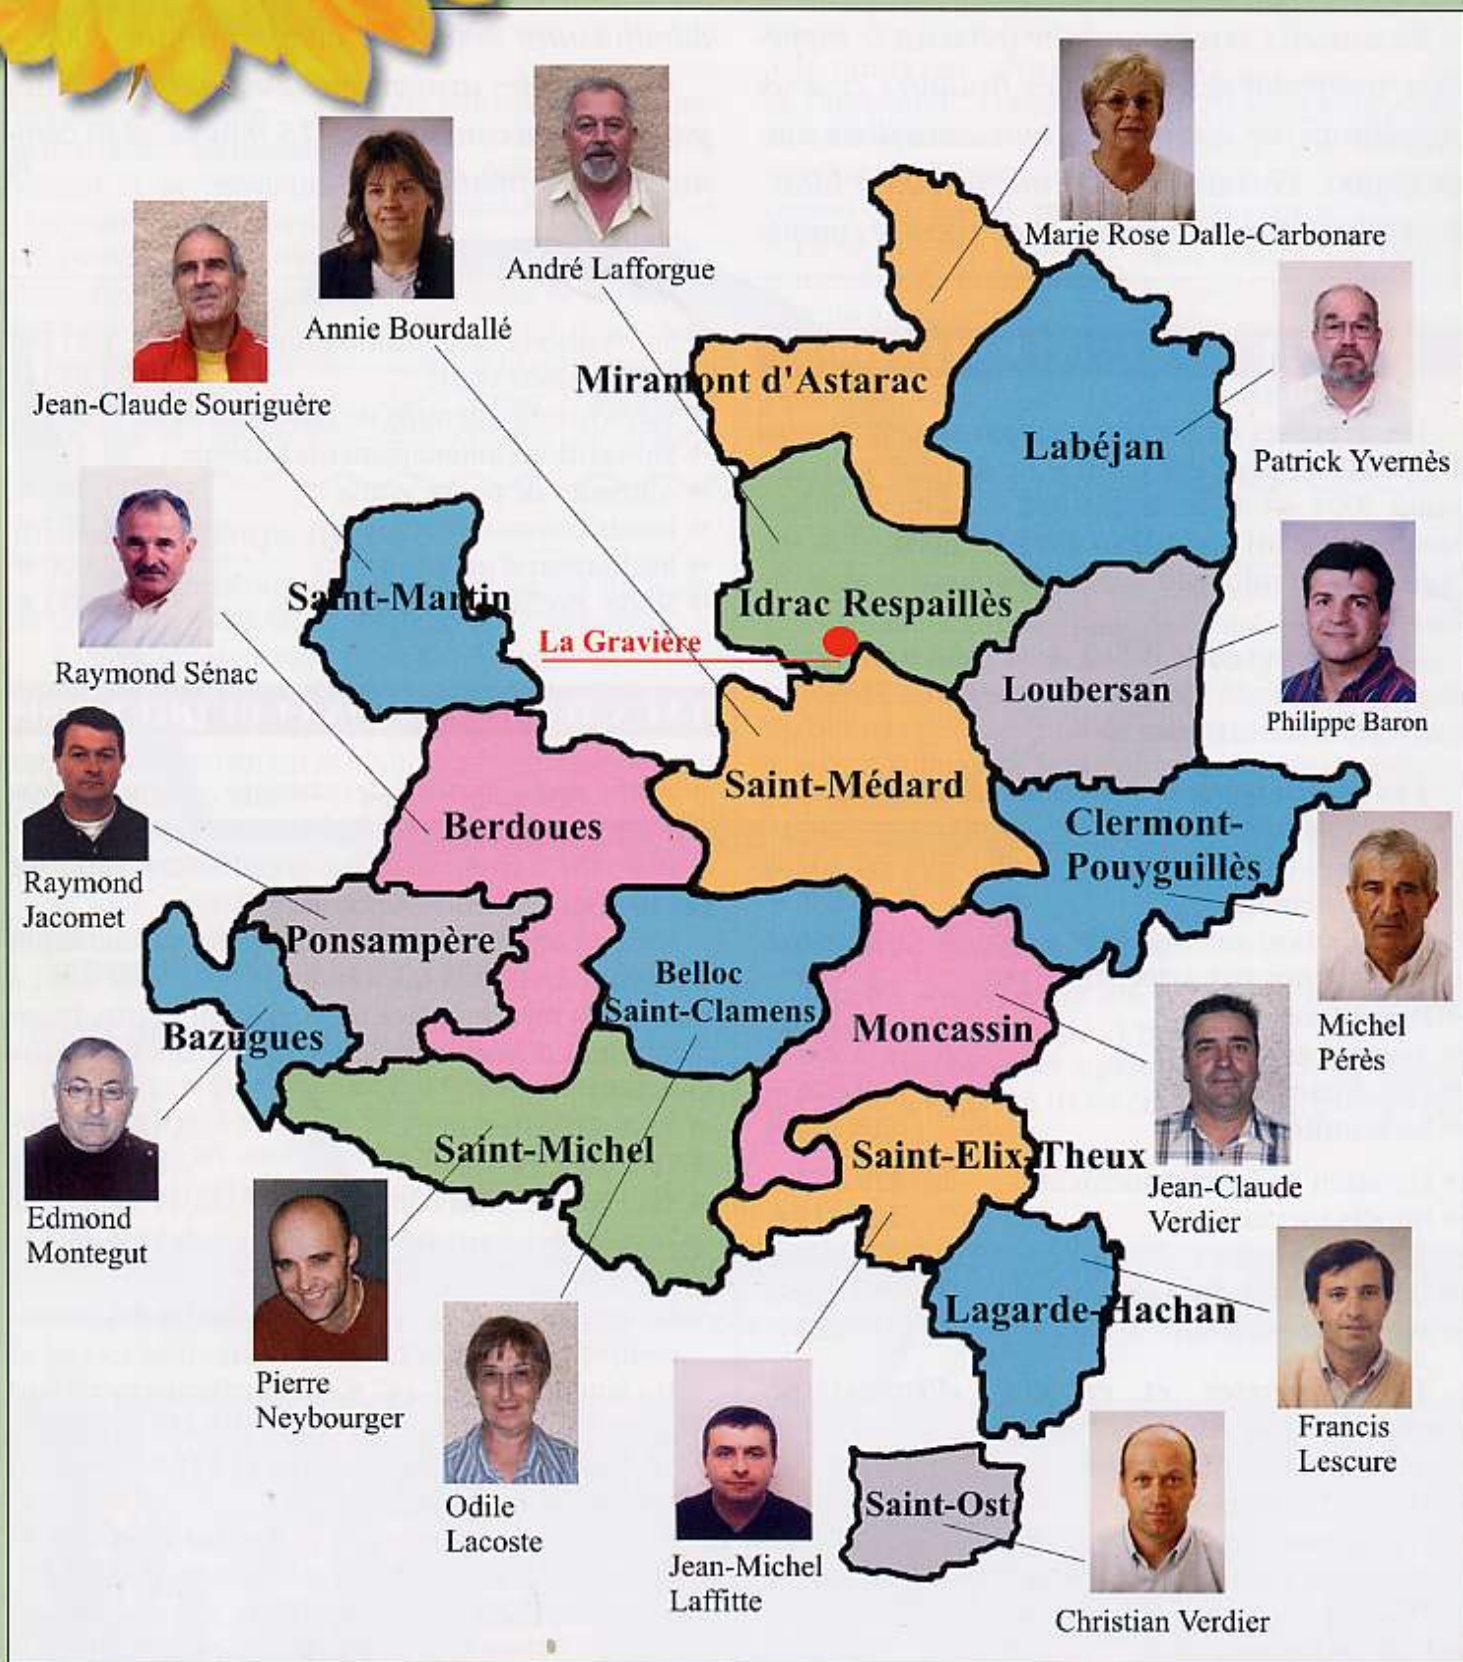 Marie Rose Dalle-Carbonare
André Lafforgue
Annie Bourdallé
Jean-Claude Souriguère
Miramont d'Astarac
Labéjan
Patrick Yvernès
Saint-Martin
Idrac Respaillès
La Gravière
Raymond Sénac
Loubersan
Philippe Baron
Saint-Médard
Berdoues
Clermont-
Pouyguillès
Raymond
Jacomet
Ponsampère
Belloc
Saint-Clamens
Moncassin
Michel
Pérès
Bazugues
Saint-Michel
Saint-Elix-Theux
Jean-Claude
Verdier
Edmond
Montegut
Lagarde-Hachan
Pierre
Neybourger
Francis
Lescure
Odile
Lacoste
Saint-Ost
Jean-Michel
Laffitte
Christian Verdier